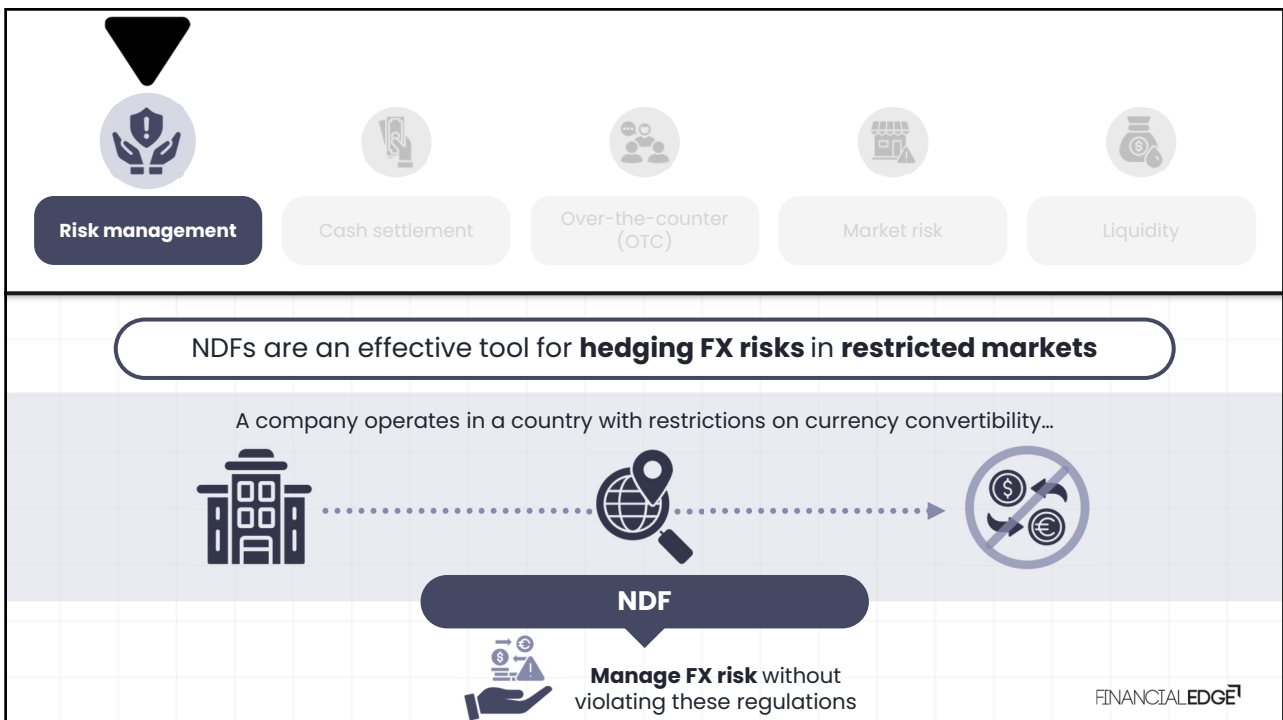 Risk management
Cash settlement
Over-the-counter
(OTC)
Market risk
Liquidity
NDFs are an effective tool for hedging FX risks in restricted markets
A company operates in a country with restrictions on currency convertibility...
NDF
Manage FX risk without
violating these regulations
FINANCIALEDGE